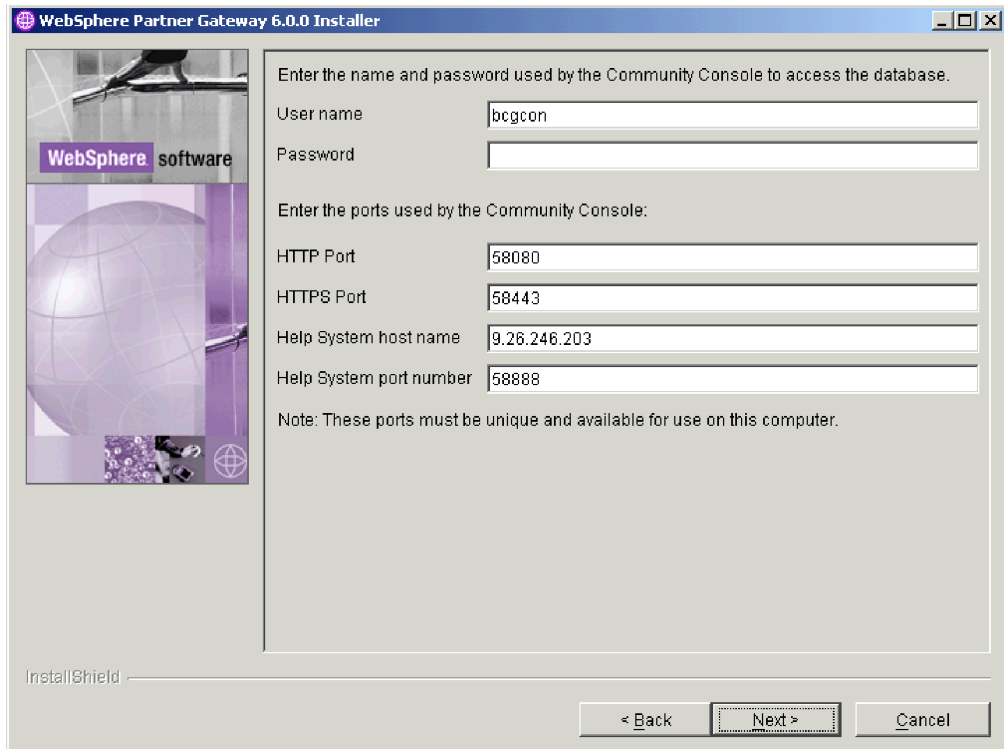 WebSphere Partner Gateway 6.0.0 Installer
WebSphere software
Enter the name and password used by the Community Console to access the database.
User name
bcgcon
Password
Enter the ports used by the Community Console:
HTTP Port
58080
HTTPS Port
58443
Help System host name
9.26.246.203
Help System port number
58888
Note: These ports must be unique and available for use on this computer.
InstallShield
< Back
Next >
Cancel